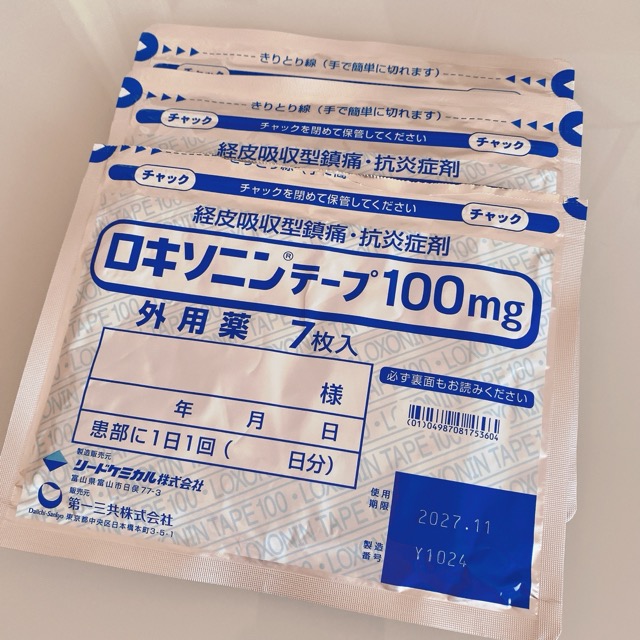 きりとり線（手で簡単に切れます）
チャック
きりとり線（手で簡単に切れます）
チャック
チャックを閉めて保管してください
チャック
経皮吸収型鎮痛・抗炎症剤
チャック
チャックを閉めて保管してください
チャック
経皮吸収型鎮痛・抗炎症剤
ロキソニン®テープ100mg
外用薬 7枚入
様
年 月 日
患部に1日1回( 日分)
必ず裏面もお読みください
(01)04987081753604
製造販売元
リードケミカル株式会社
富山県富山市日俣77-3
販売元
第一三共株式会社
Daiichi-Sankyo
東京都中央区日本橋本町3-5-1
使用
期限
2027.11
製造
番号
Y1024
LOXONIN TAPE 100